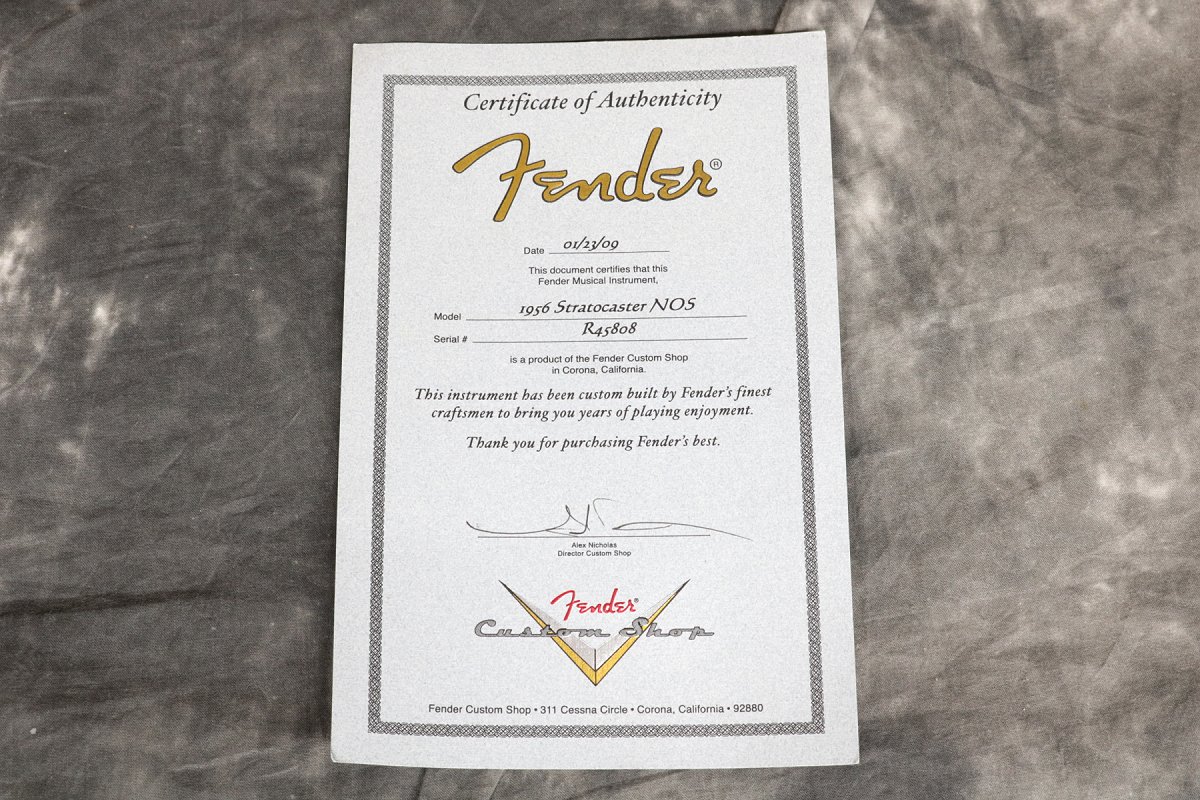 Certificate of Authenticity
Fender®
Date 01/23/09
This document certifies that this
Fender Musical Instrument,
Model 1956 Stratocaster NOS
Serial # R45808
is a product of the Fender Custom Shop
in Corona, California.
This instrument has been custom built by Fender's finest
craftsmen to bring you years of playing enjoyment.
Thank you for purchasing Fender's best.
Alex Nicholas
Director Custom Shop
Fender®
Custom Shop
Fender Custom Shop • 311 Cessna Circle • Corona, California • 92880